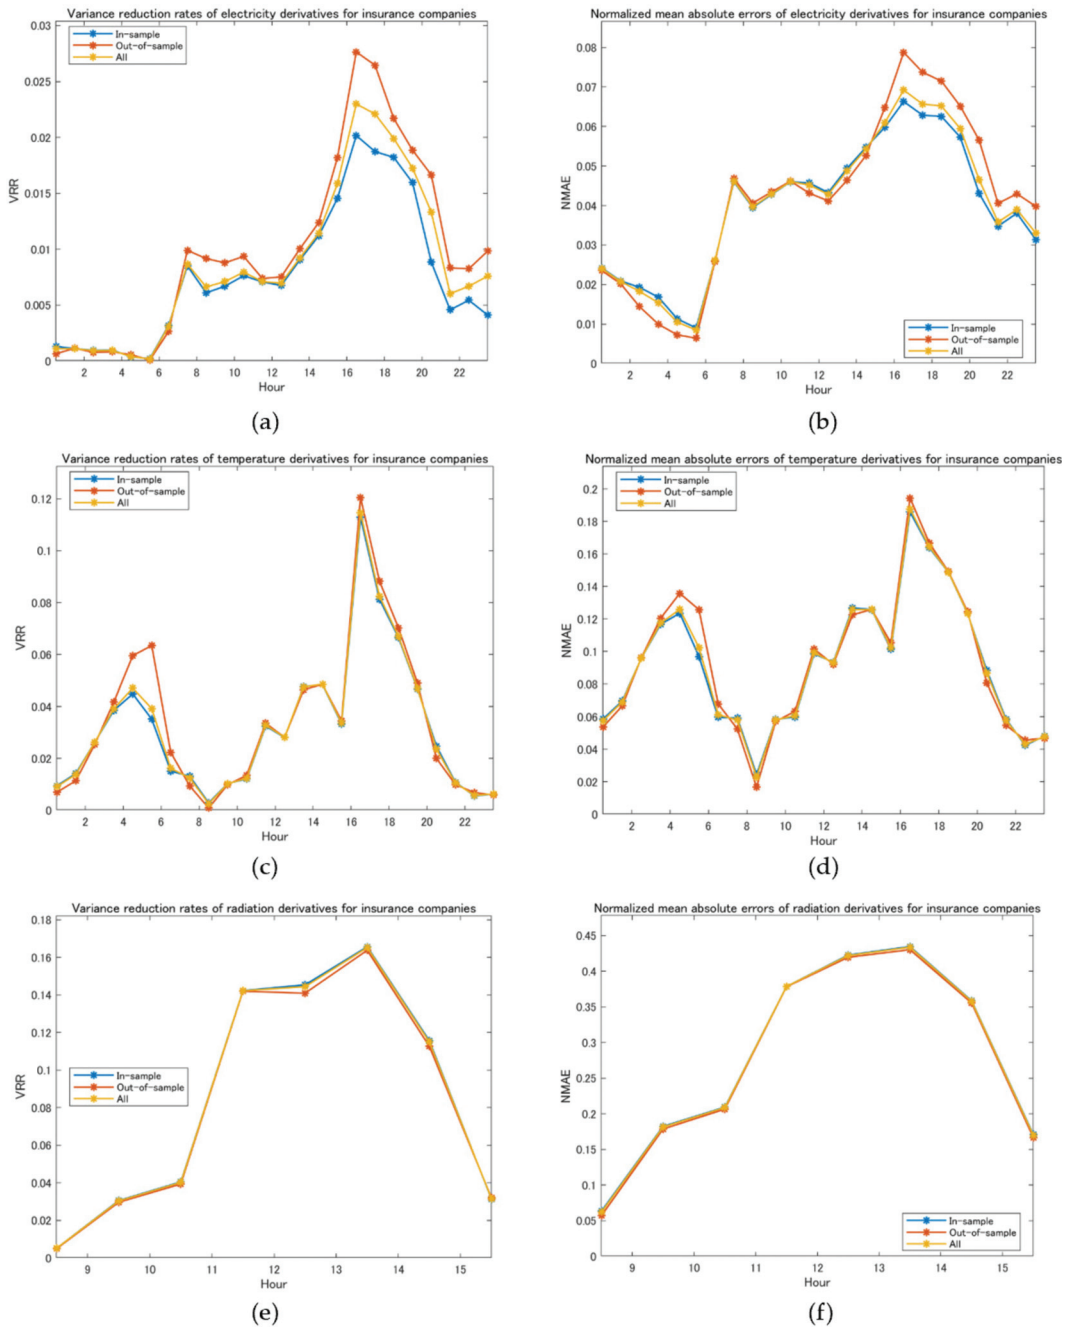 Variance reduction rates of electricity derivatives for insurance companies
0.03
0.025
0.02
0.015
0.01
0.005
0
VRR
In-sample
Out-of-sample
All
2 4 6 8 10 12 14 16 18 20 22
Hour
(a)
Normalized mean absolute errors of electricity derivatives for insurance companies
0.08
0.07
0.06
0.05
0.04
0.03
0.02
0.01
0
NMAE
In-sample
Out-of-sample
All
2 4 6 8 10 12 14 16 18 20 22
Hour
(b)
Variance reduction rates of temperature derivatives for insurance companies
0.12
0.1
0.08
0.06
0.04
0.02
0
VRR
In-sample
Out-of-sample
All
2 4 6 8 10 12 14 16 18 20 22
Hour
(c)
Normalized mean absolute errors of temperature derivatives for insurance companies
0.2
0.18
0.16
0.14
0.12
0.1
0.08
0.06
0.04
0.02
0
NMAE
In-sample
Out-of-sample
All
2 4 6 8 10 12 14 16 18 20 22
Hour
(d)
Variance reduction rates of radiation derivatives for insurance companies
0.18
0.16
0.14
0.12
0.1
0.08
0.06
0.04
0.02
0
VRR
In-sample
Out-of-sample
All
9 10 11 12 13 14 15
Hour
(e)
Normalized mean absolute errors of radiation derivatives for insurance companies
0.45
0.4
0.35
0.3
0.25
0.2
0.15
0.1
0.05
0
NMAE
In-sample
Out-of-sample
All
9 10 11 12 13 14 15
Hour
(f)